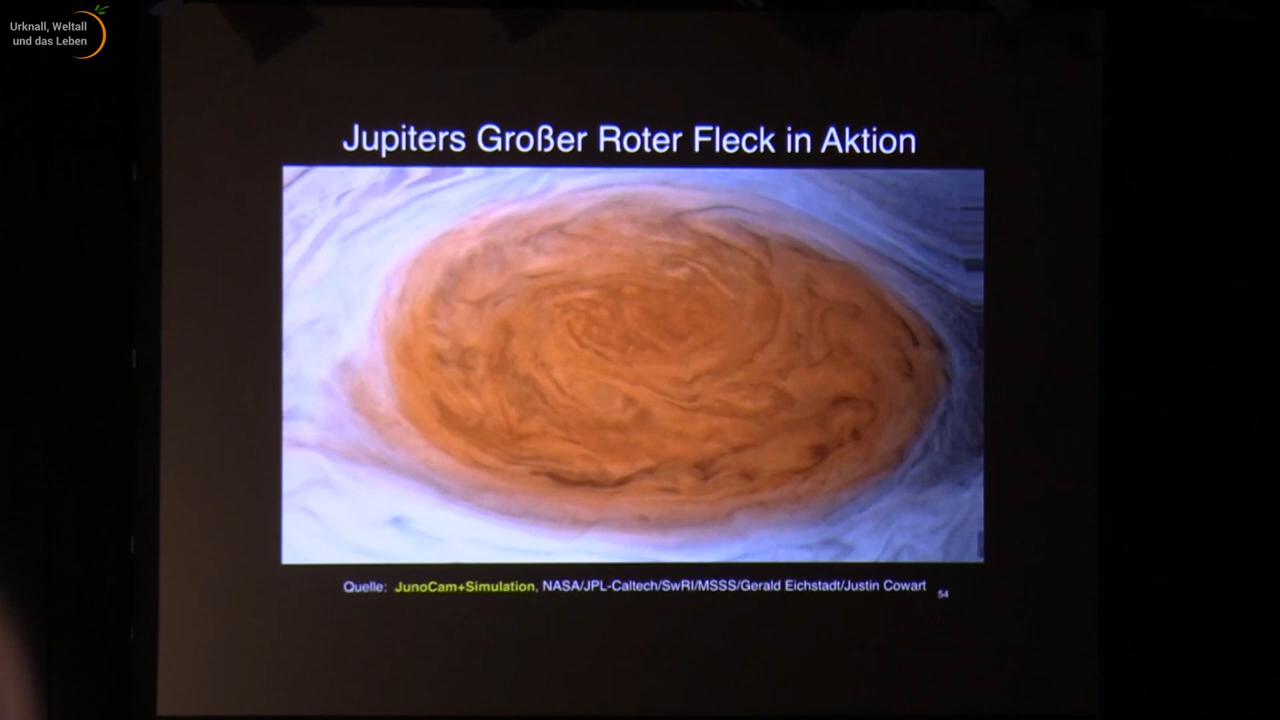 Urknall, Weltall
und das Leben
Jupiters Großer Roter Fleck in Aktion
Quelle: JunoCam+Simulation, NASA/JPL-Caltech/SwRI/MSSS/Gerald Eichstadt/Justin Cowart
54